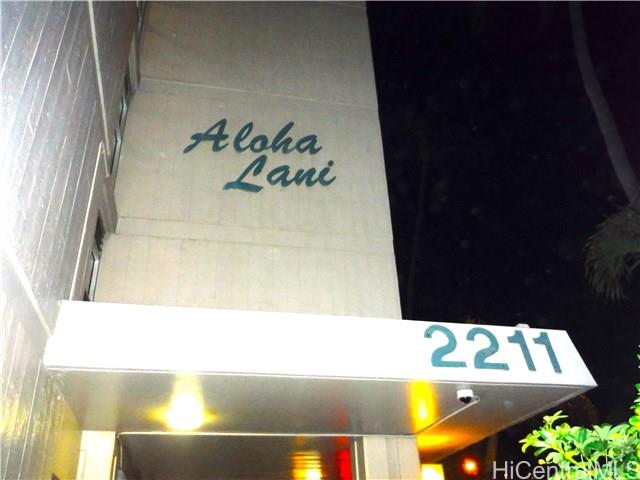 Aloha
Lani
2211
HiCentralMLS